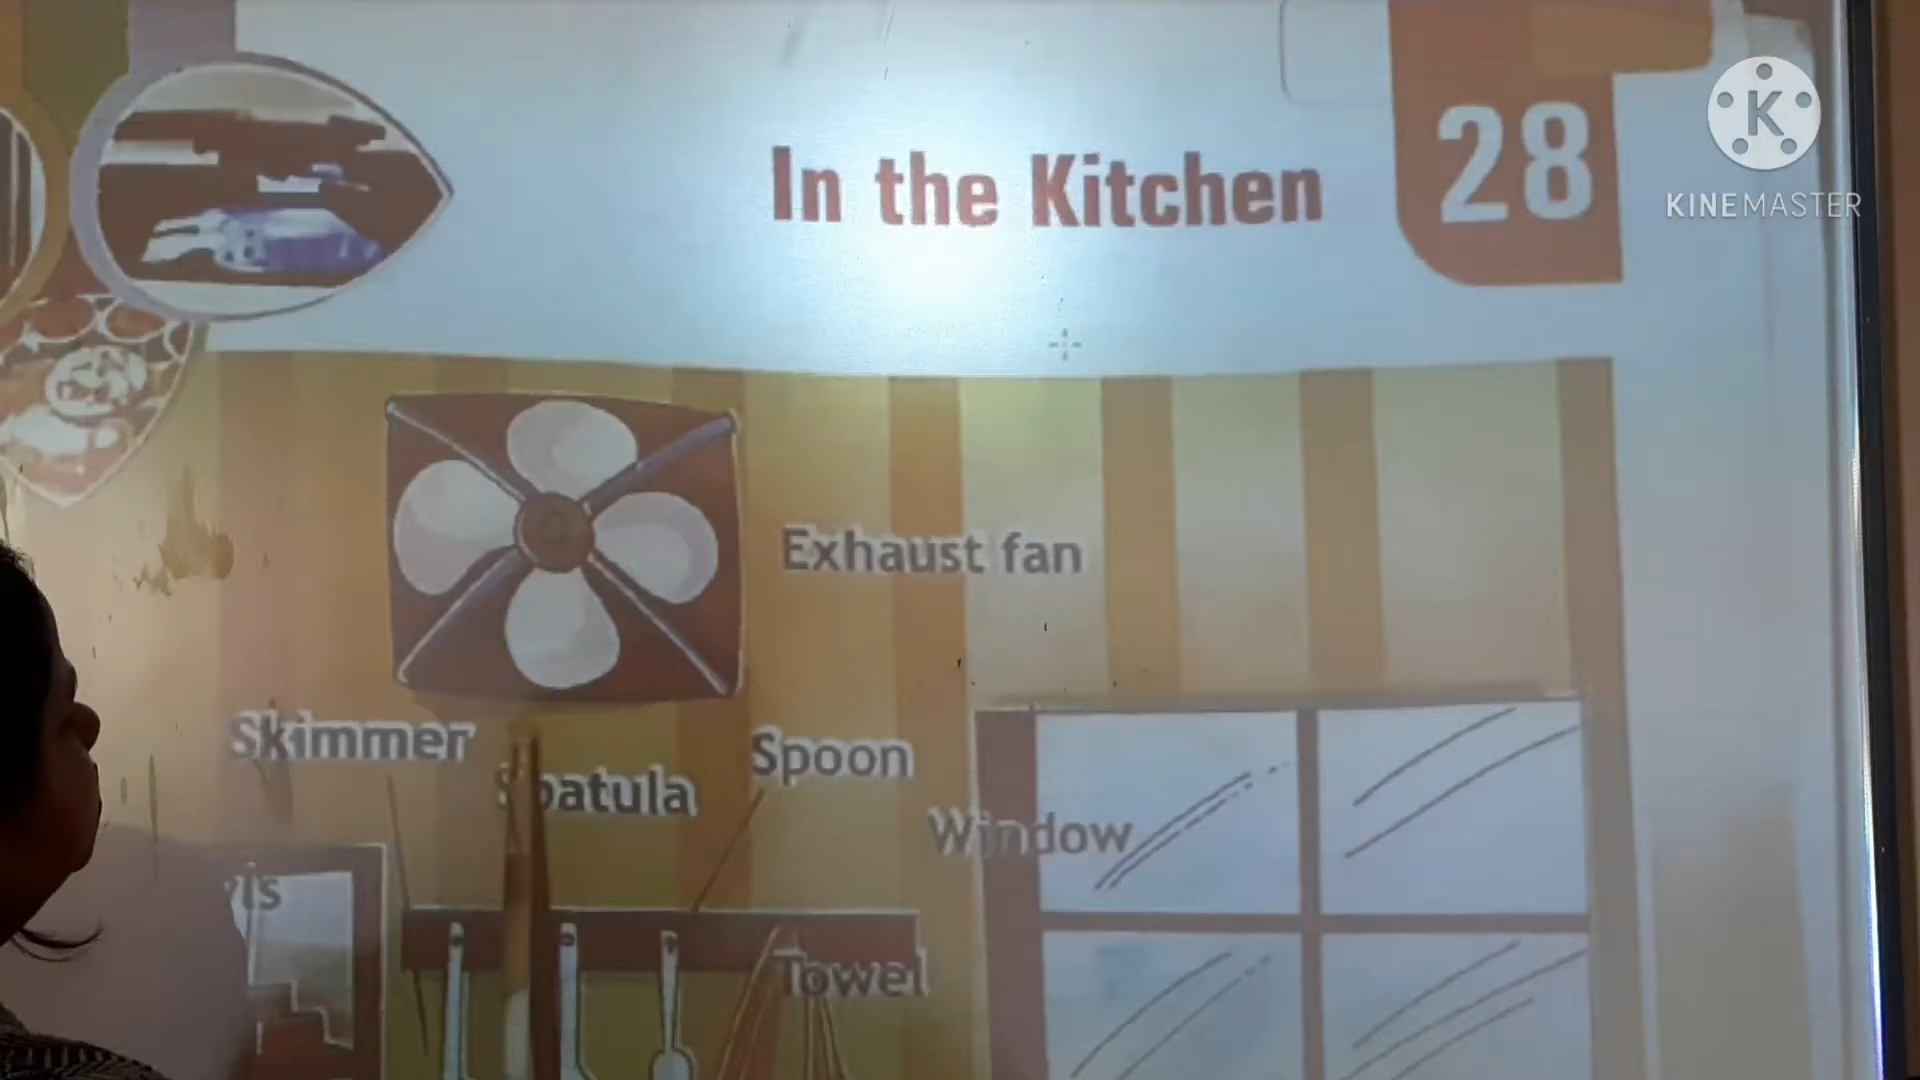 In the Kitchen
28
K
KINEMASTER
Exhaust fan
Skimmer
Spoon
Window
Towel